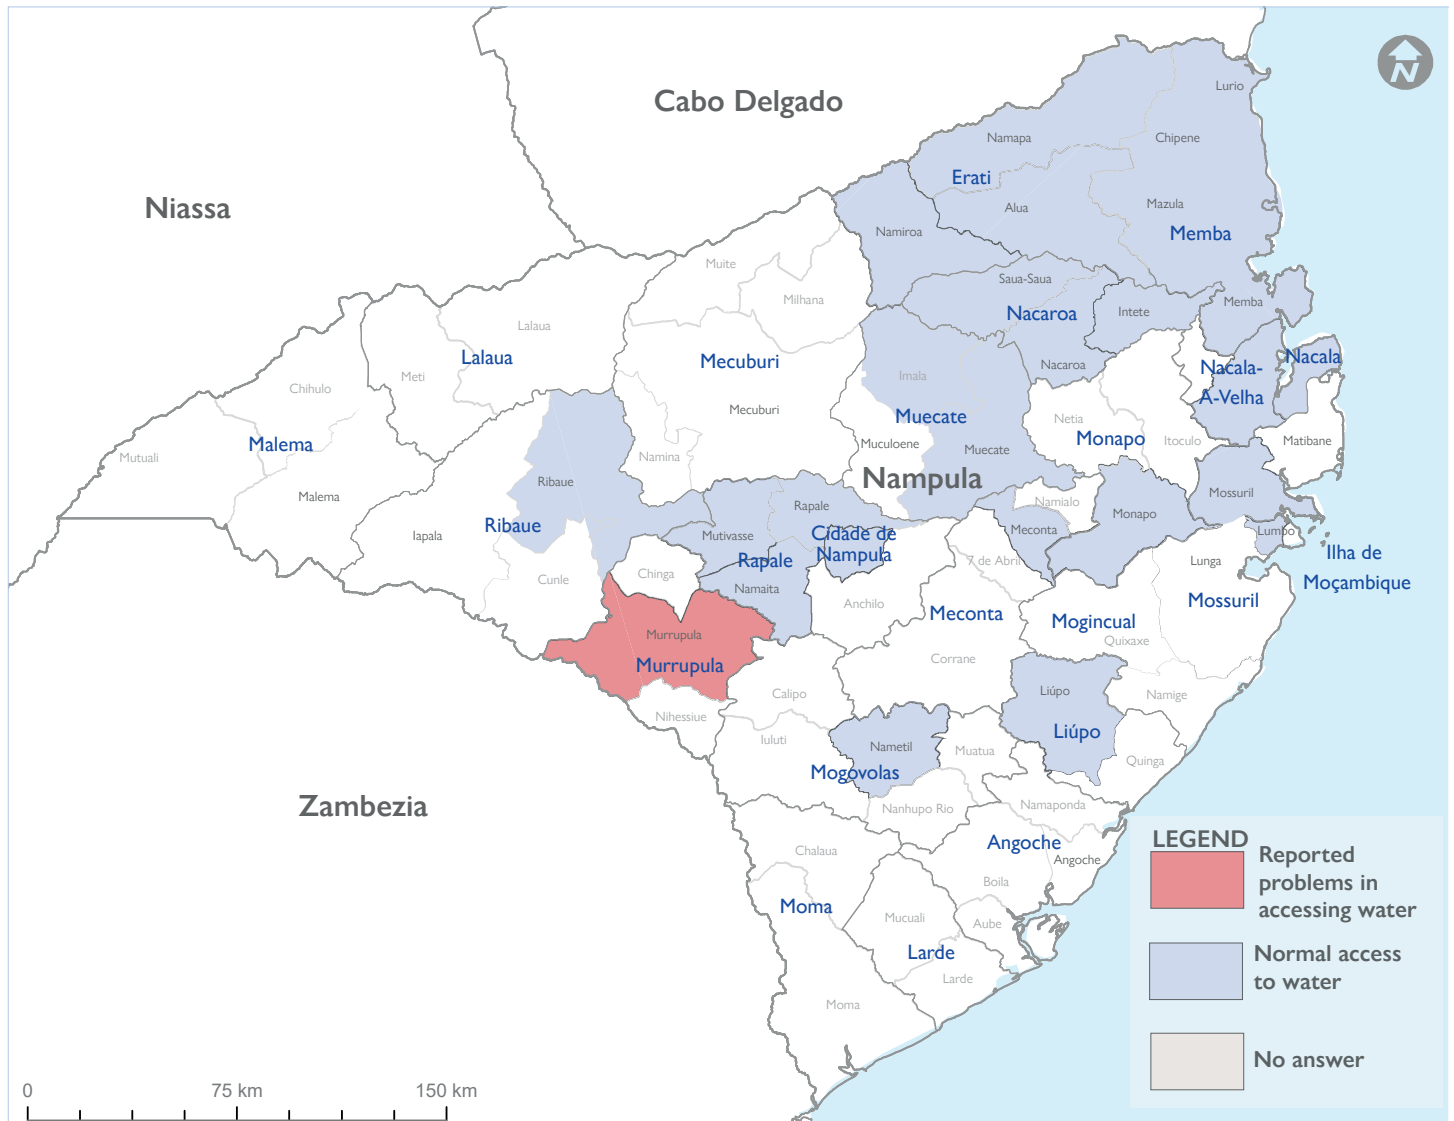 N
Cabo Delgado
Niassa
Lurio
Namapa
Chipene
Erati
Alua
Mazula
Memba
Namiroa
Muite
Milhana
Saua-Saua
Nacaroa
Intete
Memba
Lalaua
Lalaua
Meti
Mecuburi
Mecuburi
Nacaroa
Nacala-
A-Velha
Nacala
Imala
Chihulo
Malema
Mutuali
Malema
Muecate
Muculoene
Muecate
Netia
Monapo
Itoculo
Matibane
Namina
Nampula
Ribaue
Ribaue
Iapala
Mossuril
Namialo
Monapo
Rapale
Mutivasse
Cidade de
Nampula
Rapale
Meconta
Lumbo
Ilha de
Moçambique
7 de Abril
Lunga
Cunle
Chinga
Namaita
Anchilo
Meconta
Mogincual
Mossuril
Quixaxe
Murrupula
Murrupula
Corrane
Calipo
Liúpo
Liúpo
Namige
Nihessiue
Iuluti
Nametil
Mogovolas
Muatua
Quinga
Nanhupo Rio
Namaponda
Zambezia
Chalaua
Angoche
Angoche
Boila
Moma
Mucuali
Aube
Larde
Larde
Moma
LEGEND
Reported
problems in
accessing water
Normal access
to water
No answer
0
75 km
150 km